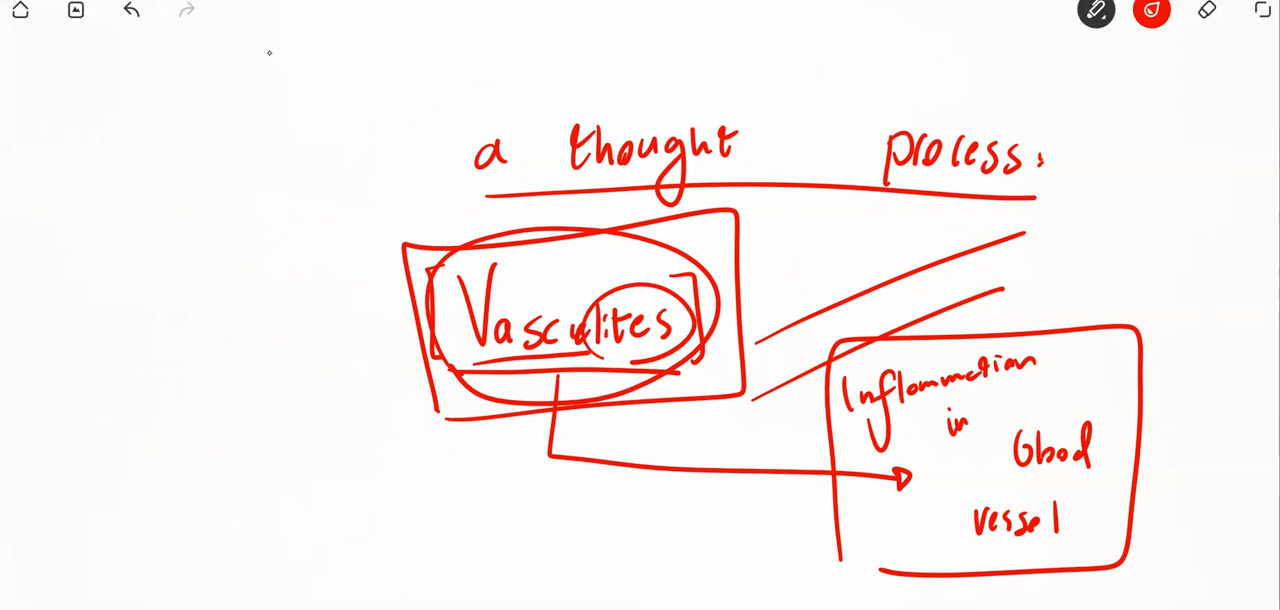 a thought process.
Vasculites
Inflammation
in
blood
vessel